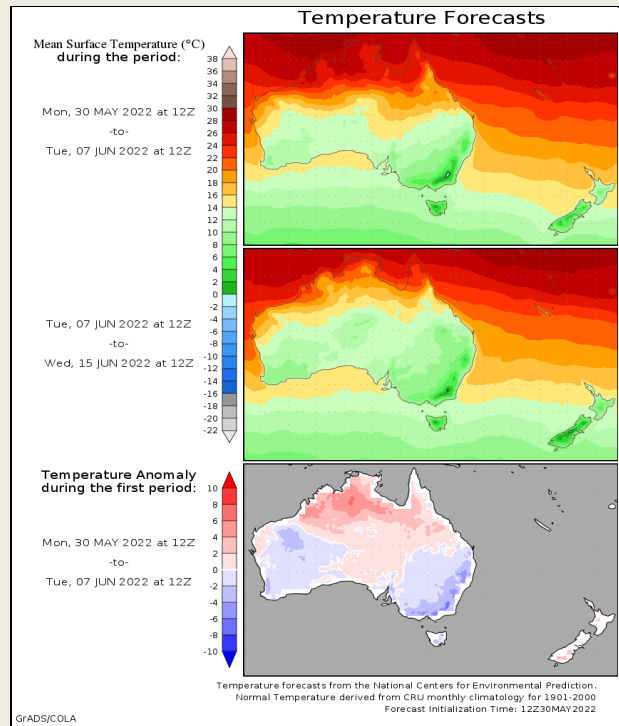 Temperature Forecasts
Mean Surface Temperature (°C)
during the period:
Mon, 30 MAY 2022 at 12Z
-to-
Tue, 07 JUN 2022 at 12Z
38
36
34
32
30
28
26
24
22
20
18
16
14
12
10
8
6
4
2
0
-2
-4
-6
-8
-10
-12
-14
-16
-18
-20
-22
Tue, 07 JUN 2022 at 12Z
-to-
Wed, 15 JUN 2022 at 12Z
Temperature Anomaly
during the first period:
Mon, 30 MAY 2022 at 12Z
-to-
Tue, 07 JUN 2022 at 12Z
10
8
6
4
2
0
-2
-4
-6
-8
-10
Temperature forecasts from the National Centers for Environmental Prediction.
Normal Temperature derived from CRU monthly climatology for 1901-2000
Forecast Initialization Time: 12Z30MAY2022
GrADS/COLA